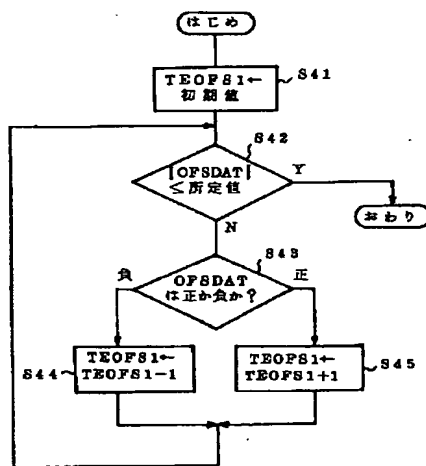 はじめ
TEOFS1←
初期値
S41
|OFSDAT|
≦所定値
S42
Y
おわり
N
OFSDAT
は正か負か?
S43
負
正
TEOFS1←
TEOFS1-1
S44
TEOFS1←
TEOFS1+1
S45